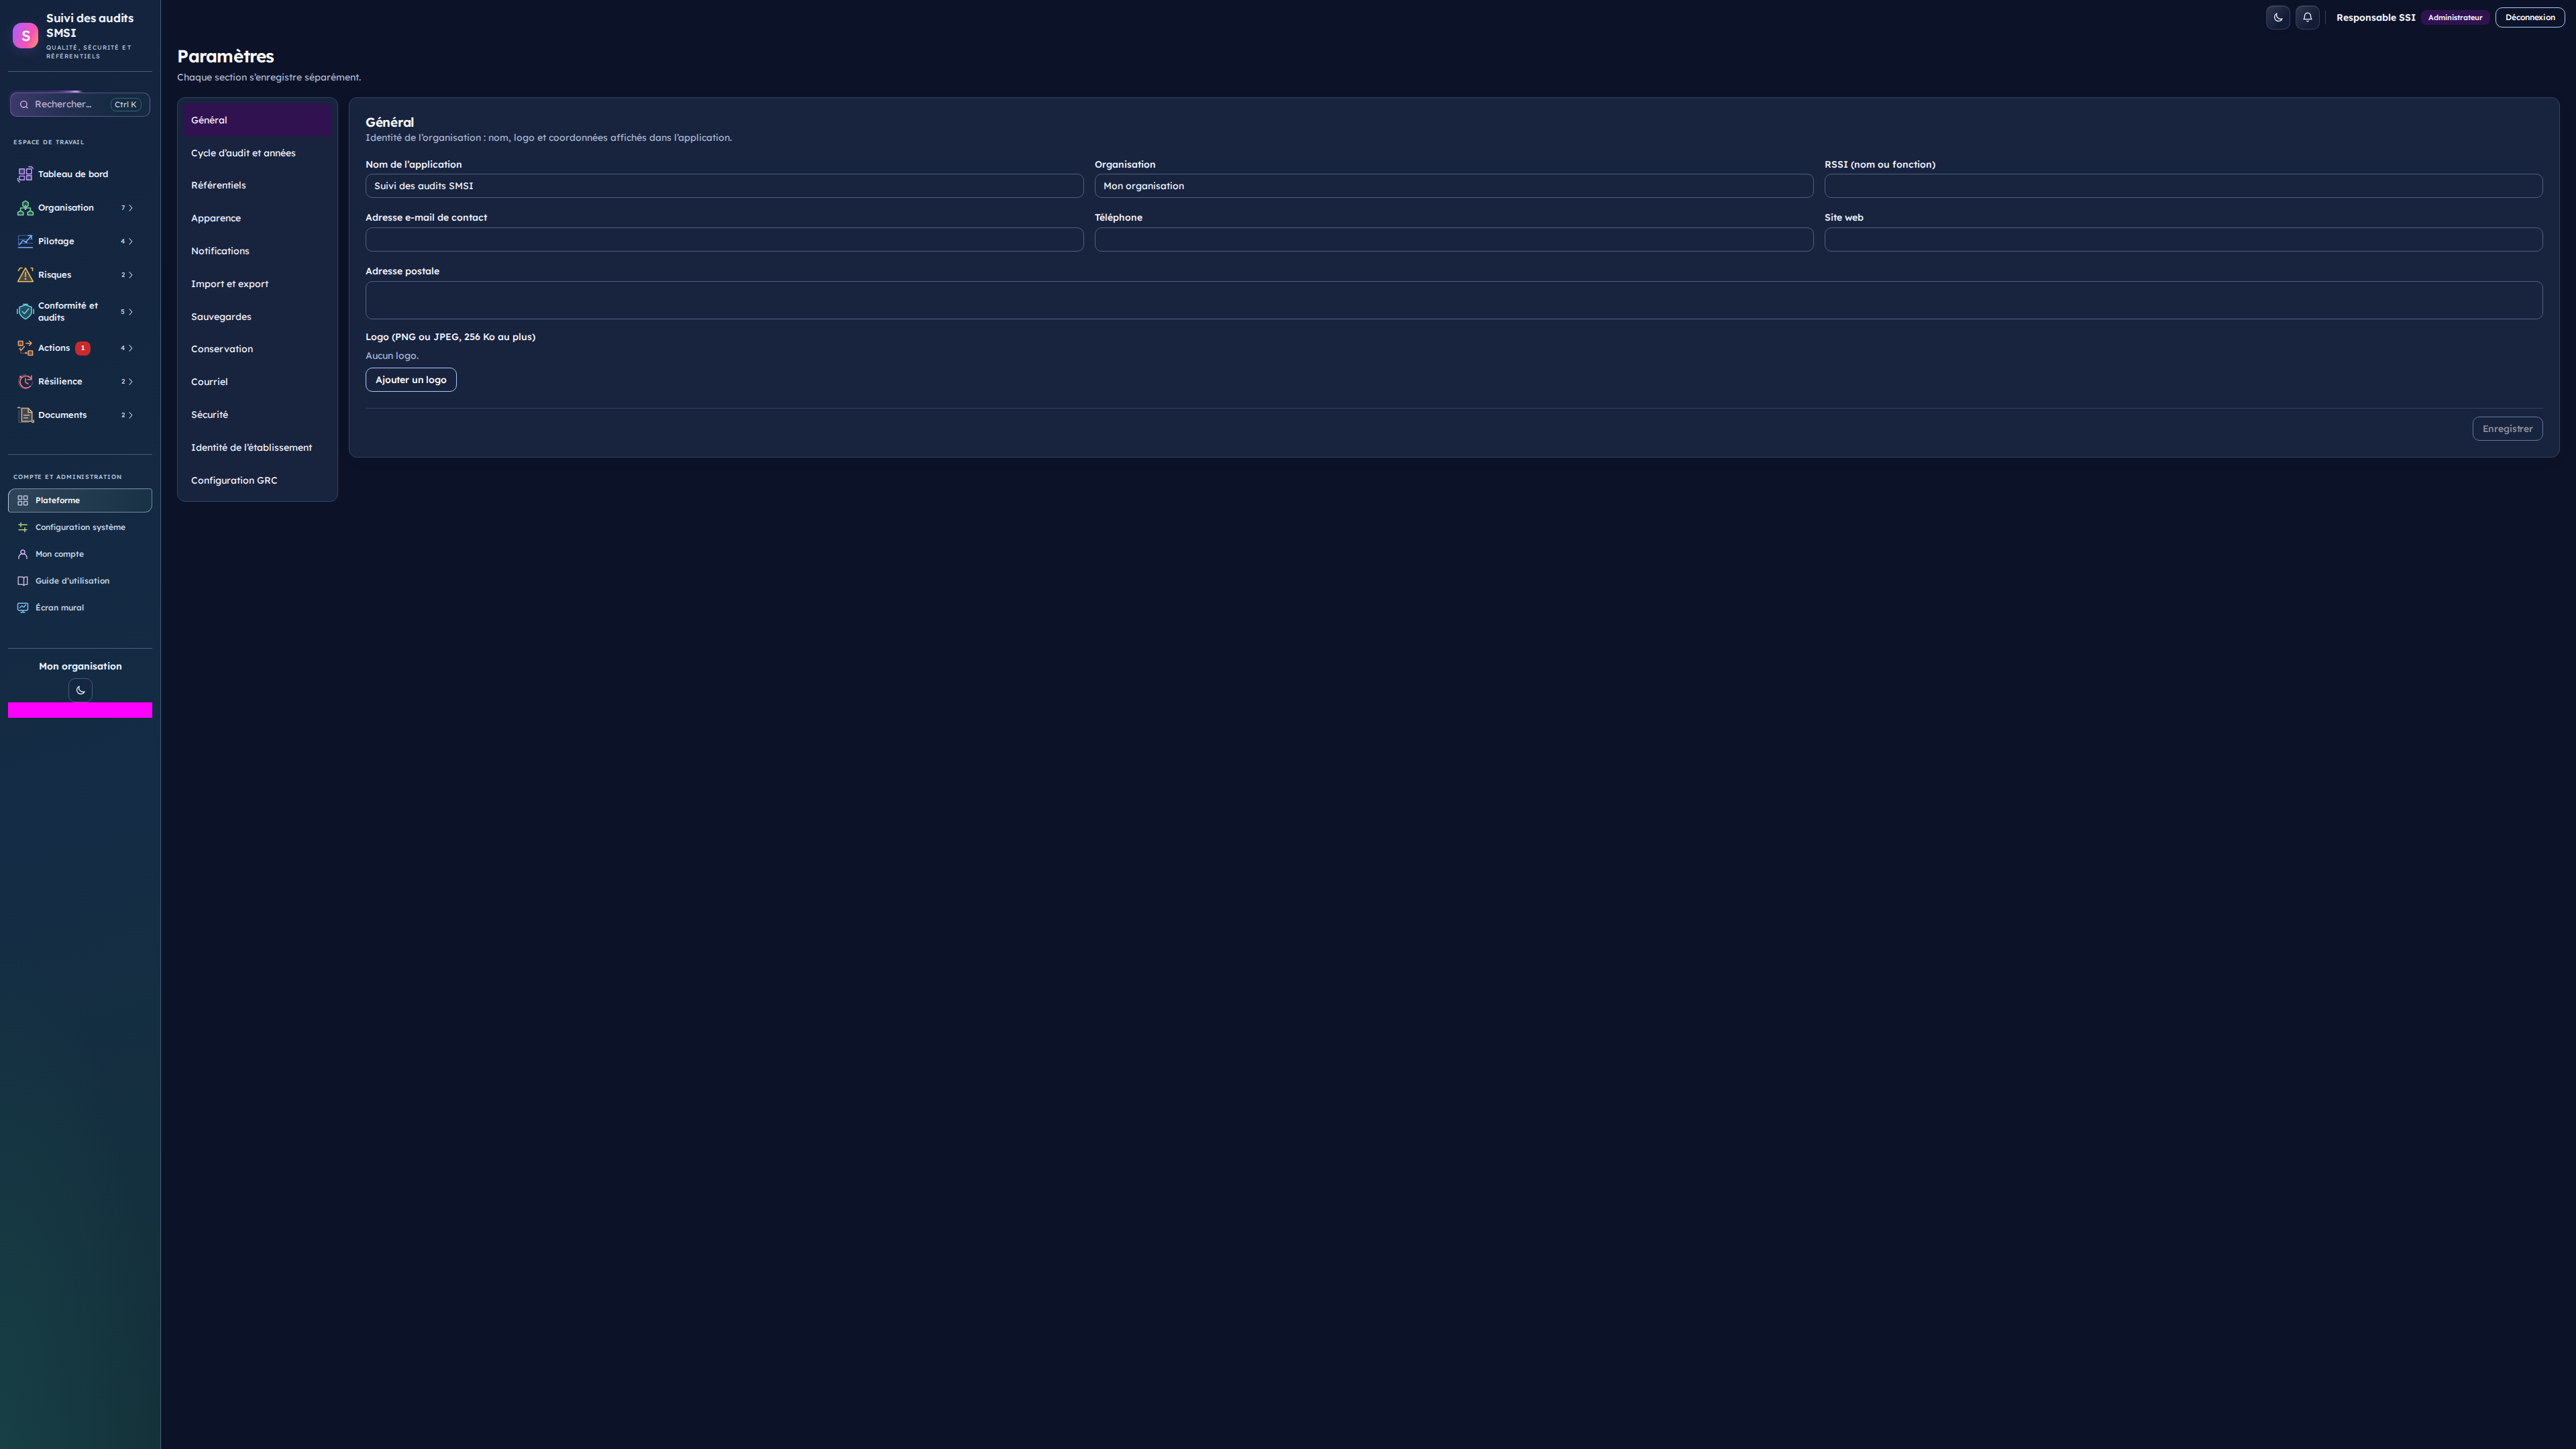 S
Suivi des audits
SMSI
QUALITÉ, SÉCURITÉ ET
RÉFÉRENTIELS
Rechercher…
Ctrl K
ESPACE DE TRAVAIL
Tableau de bord
Organisation 7
Pilotage 4
Risques 2
Conformité et
audits 5
Actions 1 4
Résilience 2
Documents 2
COMPTE ET ADMINISTRATION
Plateforme
Configuration système
Mon compte
Guide d’utilisation
Écran mural
Mon organisation
Responsable SSI Administrateur Déconnexion
Paramètres
Chaque section s’enregistre séparément.
Général
Cycle d’audit et années
Référentiels
Apparence
Notifications
Import et export
Sauvegardes
Conservation
Courriel
Sécurité
Identité de l’établissement
Configuration GRC
Général
Identité de l’organisation : nom, logo et coordonnées affichés dans l’application.
Nom de l’application Organisation RSSI (nom ou fonction)
Suivi des audits SMSI Mon organisation
Adresse e-mail de contact Téléphone Site web
Adresse postale
Logo (PNG ou JPEG, 256 Ko au plus)
Aucun logo.
Ajouter un logo
Enregistrer